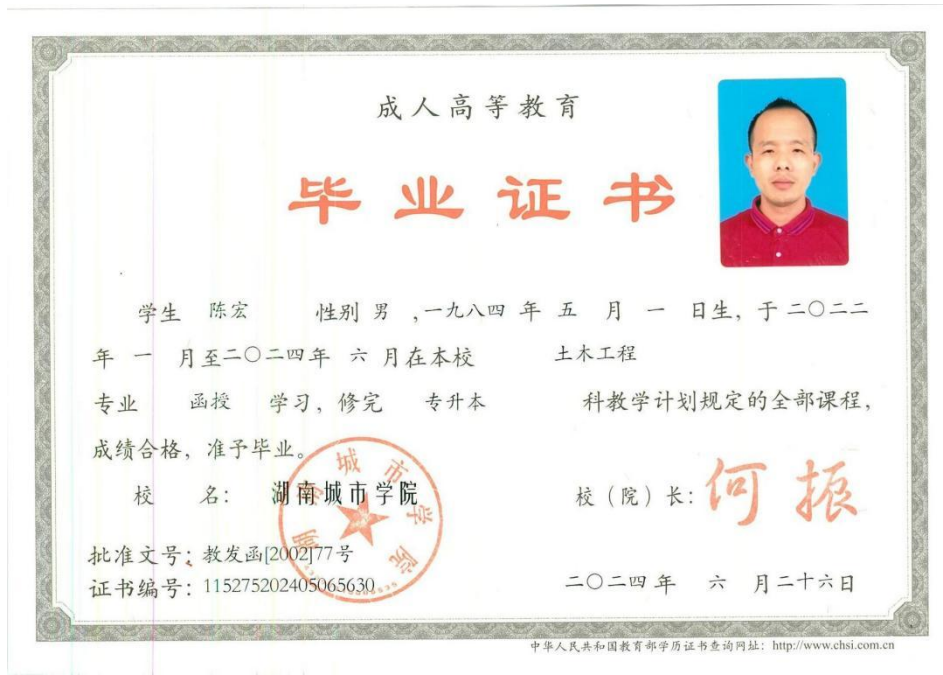 成人高等教育
毕业证书
学生 陈宏 性别 男 ,一九八四 年 五 月 一 日生, 于 二〇二二
年 一 月至二〇二四年 六 月在本校 土木工程
专业 函授 学习, 修完 专升本 科教学计划规定的全部课程,
成绩合格, 准予毕业。
校 名: 湖南城市学院 校(院)长: 何振
湖南城市学院
批准文号: 教发函[2002]77号
证书编号: 115275202405065630 二〇二四 年 六 月二十六日
中华人民共和国教育部学历证书查询网址: http://www.chsi.com.cn